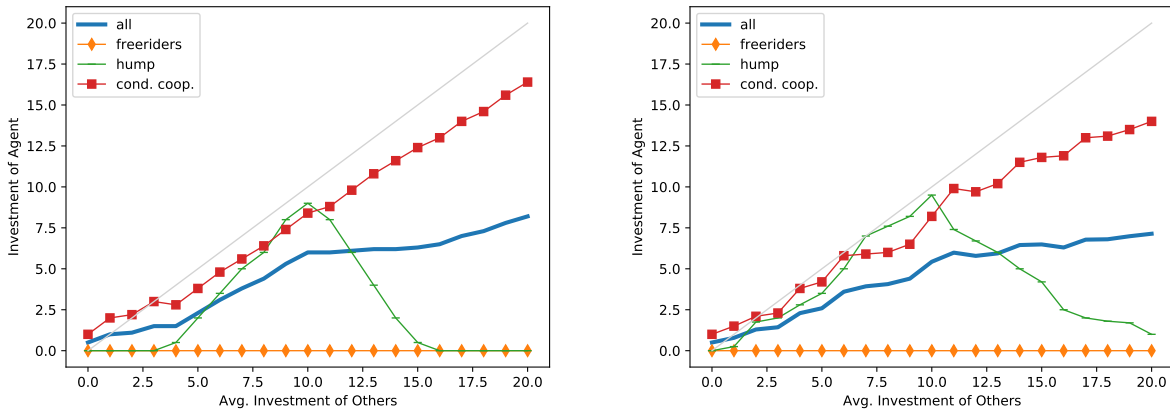 20.0
17.5
15.0
12.5
10.0
7.5
5.0
2.5
0.0
Investment of Agent
all
freeriders
hump
cond. coop.
0.0 2.5 5.0 7.5 10.0 12.5 15.0 17.5 20.0
Avg. Investment of Others
20.0
17.5
15.0
12.5
10.0
7.5
5.0
2.5
0.0
Investment of Agent
all
freeriders
hump
cond. coop.
0.0 2.5 5.0 7.5 10.0 12.5 15.0 17.5 20.0
Avg. Investment of Others